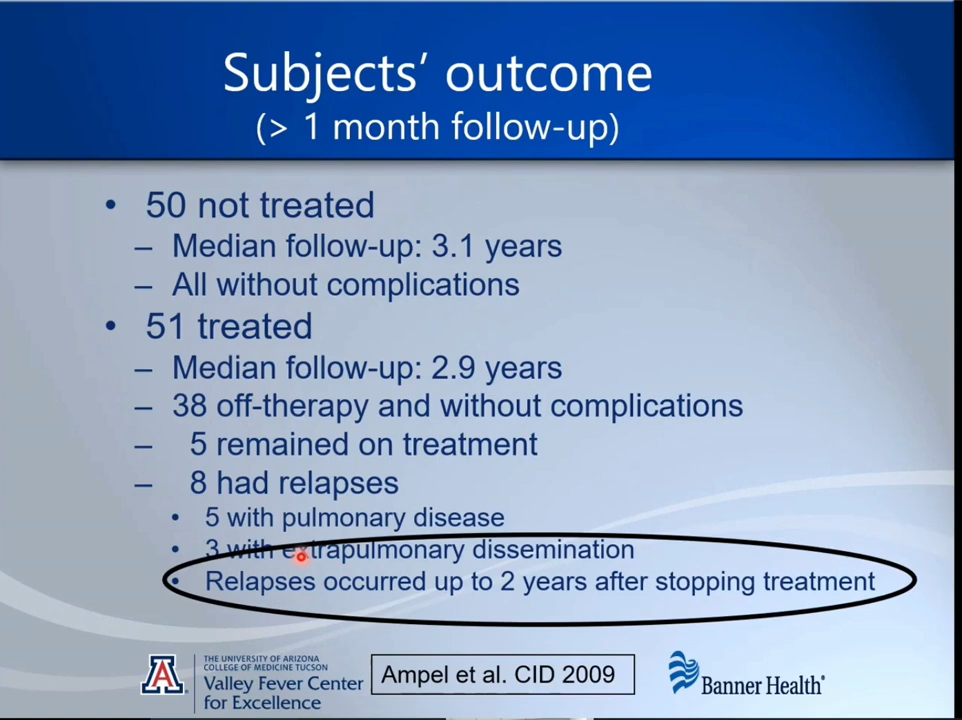 Subjects' outcome
(> 1 month follow-up)
• 50 not treated
– Median follow-up: 3.1 years
– All without complications
• 51 treated
– Median follow-up: 2.9 years
– 38 off-therapy and without complications
– 5 remained on treatment
– 8 had relapses
• 5 with pulmonary disease
• 3 with extrapulmonary dissemination
• Relapses occurred up to 2 years after stopping treatment
A
THE UNIVERSITY OF ARIZONA
COLLEGE OF MEDICINE TUCSON
Valley Fever Center
for Excellence
Ampel et al. CID 2009
Banner Health®